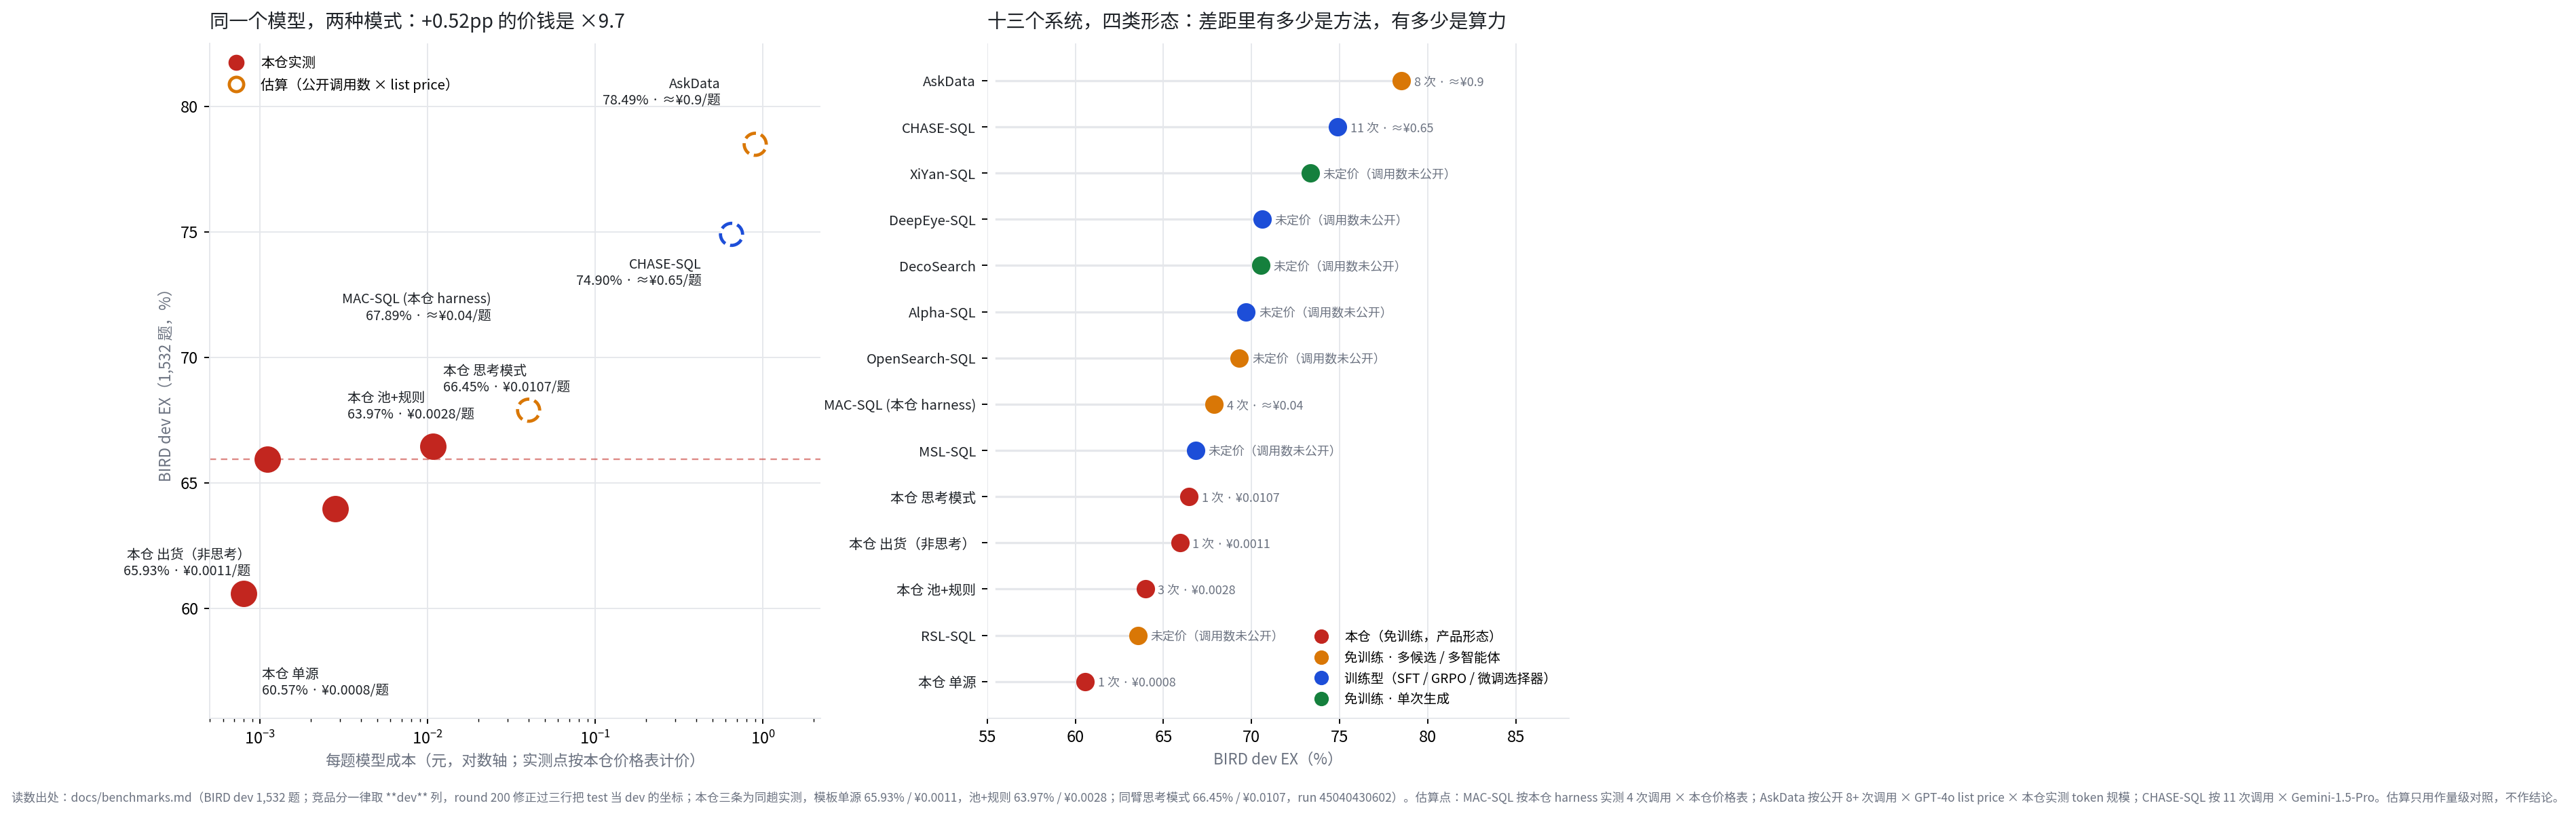 同一个模型，两种模式：+0.52pp 的价钱是 ×9.7
本仓实测
估算（公开调用数 × list price）
AskData
78.49% · ≈¥0.9/题
CHASE-SQL
74.90% · ≈¥0.65/题
MAC-SQL (本仓 harness)
67.89% · ≈¥0.04/题
本仓 思考模式
66.45% · ¥0.0107/题
本仓 池+规则
63.97% · ¥0.0028/题
本仓 出货（非思考）
65.93% · ¥0.0011/题
本仓 单源
60.57% · ¥0.0008/题
BIRD dev EX（1,532 题，%）
80
75
70
65
60
10⁻³
10⁻²
10⁻¹
10⁰
每题模型成本（元，对数轴；实测点按本仓价格表计价）
十三个系统，四类形态：差距里有多少是方法，有多少是算力
AskData 8 次 · ≈¥0.9
CHASE-SQL 11 次 · ≈¥0.65
XiYan-SQL 未定价（调用数未公开）
DeepEye-SQL 未定价（调用数未公开）
DecoSearch 未定价（调用数未公开）
Alpha-SQL 未定价（调用数未公开）
OpenSearch-SQL 未定价（调用数未公开）
MAC-SQL (本仓 harness) 4 次 · ≈¥0.04
MSL-SQL 未定价（调用数未公开）
本仓 思考模式 1 次 · ¥0.0107
本仓 出货（非思考） 1 次 · ¥0.0011
本仓 池+规则 3 次 · ¥0.0028
RSL-SQL 未定价（调用数未公开）
本仓 单源 1 次 · ¥0.0008
本仓（免训练，产品形态）
免训练 · 多候选 / 多智能体
训练型（SFT / GRPO / 微调选择器）
免训练 · 单次生成
55
60
65
70
75
80
85
BIRD dev EX（%）
读数出处：docs/benchmarks.md（BIRD dev 1,532 题；竞品分一律取 **dev** 列，round 200 修正过三行把 test 当 dev 的坐标；本仓三条为同趟实测，模板单源 65.93% / ¥0.0011，池+规则 63.97% / ¥0.0028；同臂思考模式 66.45% / ¥0.0107，run 45040430602）。估算点：MAC-SQL 按本仓 harness 实测 4 次调用 × 本仓价格表；AskData 按公开 8+ 次调用 × GPT-4o list price × 本仓实测 token 规模；CHASE-SQL 按 11 次调用 × Gemini-1.5-Pro。估算只用作量级对照，不作结论。